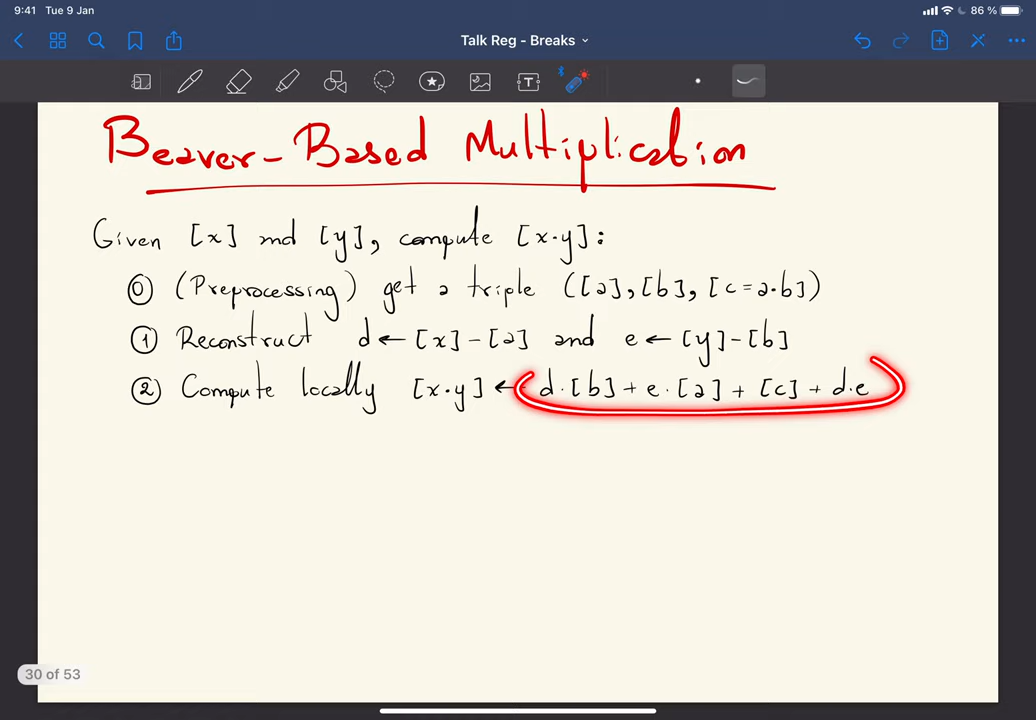 9:41 Tue 9 Jan 86 %
Talk Reg - Breaks
T
Beaver-Based Multiplication
Given [x] and [y], compute [x·y]:
⓪ (Preprocessing) get a triple ([a],[b],[c=a·b])
① Reconstruct d←[x]-[a] and e←[y]-[b]
② Compute locally [x·y]← d·[b]+e·[a]+[c]+d·e
30 of 53